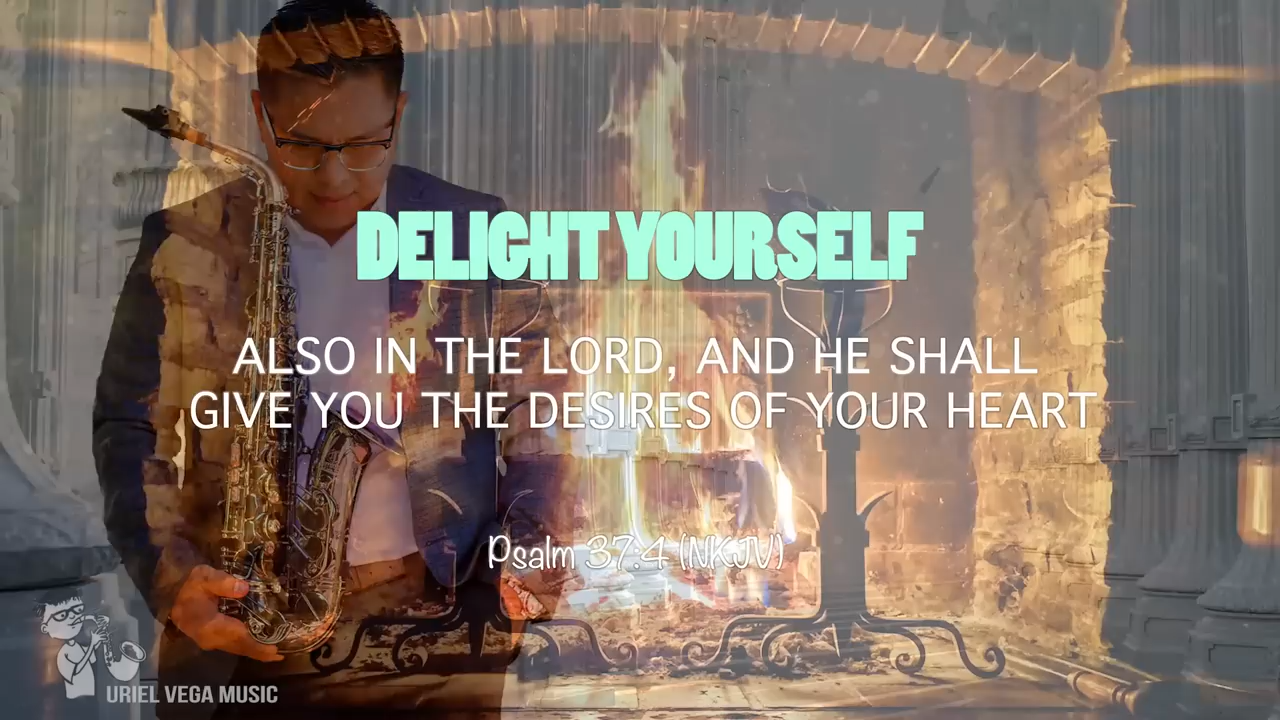 DELIGHT YOURSELF
ALSO IN THE LORD, AND HE SHALL
GIVE YOU THE DESIRES OF YOUR HEART
Psalm 37:4 (NKJV)
URIEL VEGA MUSIC